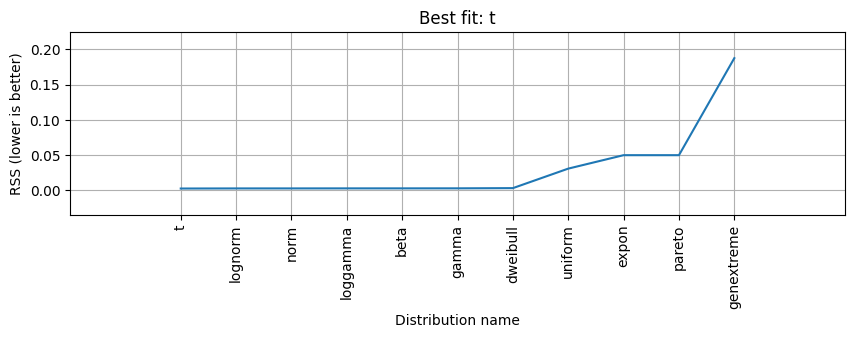 Best fit: t
RSS (lower is better)
0.20
0.15
0.10
0.05
0.00
t
lognorm
norm
loggamma
beta
gamma
dweibull
uniform
expon
pareto
genextreme
Distribution name